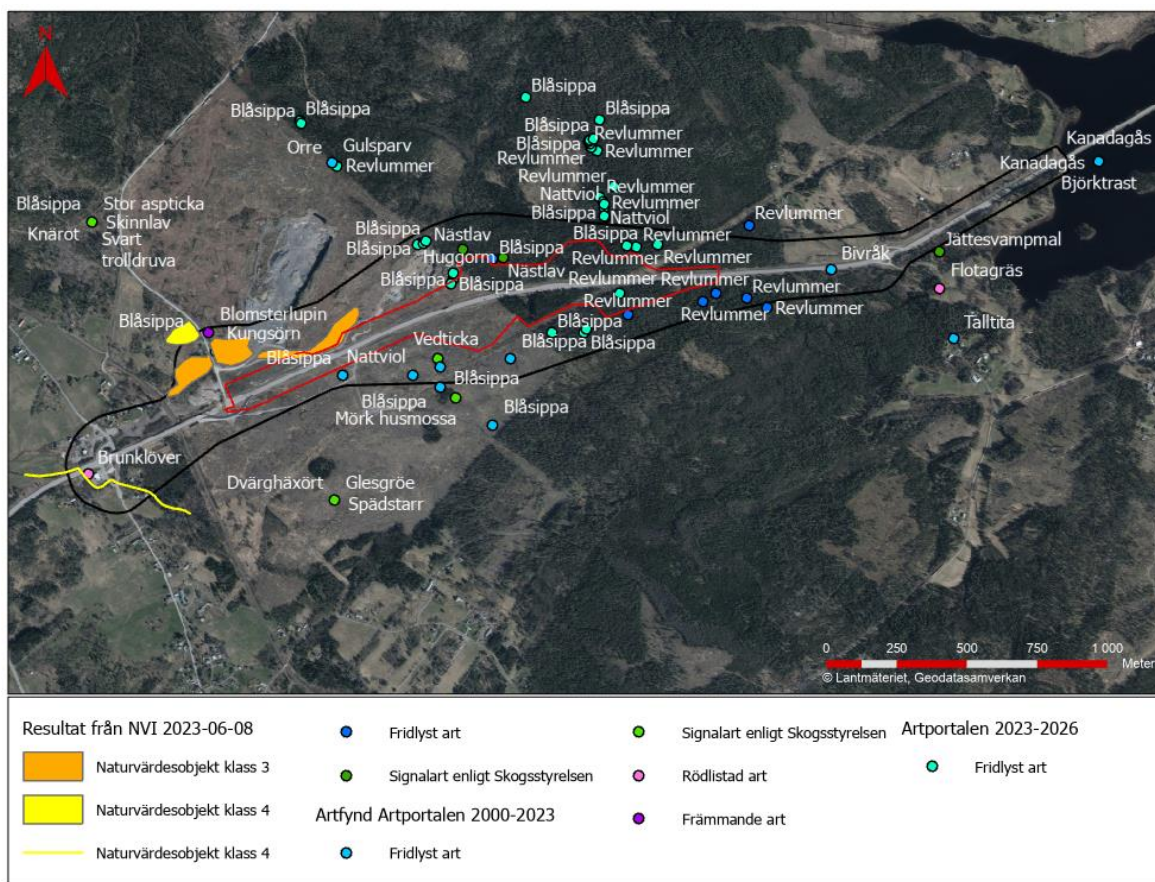 N
Blåsippa
Blåsippa Blåsippa
Blåsippa
Orre Gulsparv
Revlummer
Blåsippa Revlummer
Blåsippa Revlummer
Revlummer
Revlummer Revlummer
Nattviol Revlummer
Blåsippa Nattviol
Kanadagås
Kanadagås
Björktrast
Blåsippa Stor aspticka
Skinnlav
Knärot Svart
trolldruva
Revlummer
Blåsippa Nästlav
Blåsippa Huggorm
Blåsippa
Nästlav
Blåsippa Revlummer
Revlummer Revlummer
Bivråk
Jättesvampmal
Flotagräs
Blåsippa Blåsippa
Revlummer Revlummer Revlummer
Revlummer
Revlummer
Revlummer
Revlummer
Talltita
Blomsterlupin
Blåsippa Kungsörn
Blåsippa
Blåsippa Blåsippa
Blåsippa Nattviol Vedticka
Blåsippa
Blåsippa
Mörk husmossa
Blåsippa
Brunklöver
Dvärghäxört Glesgröe
Spädstarr
0 250 500 750 1 000
Meter
© Lantmäteriet, Geodatasamverkan
Resultat från NVI 2023-06-08
Naturvärdesobjekt klass 3
Naturvärdesobjekt klass 4
Naturvärdesobjekt klass 4
Fridlyst art
Signalart enligt Skogsstyrelsen
Artfynd Artportalen 2000-2023
Fridlyst art
Signalart enligt Skogsstyrelsen
Rödlistad art
Främmande art
Artportalen 2023-2026
Fridlyst art